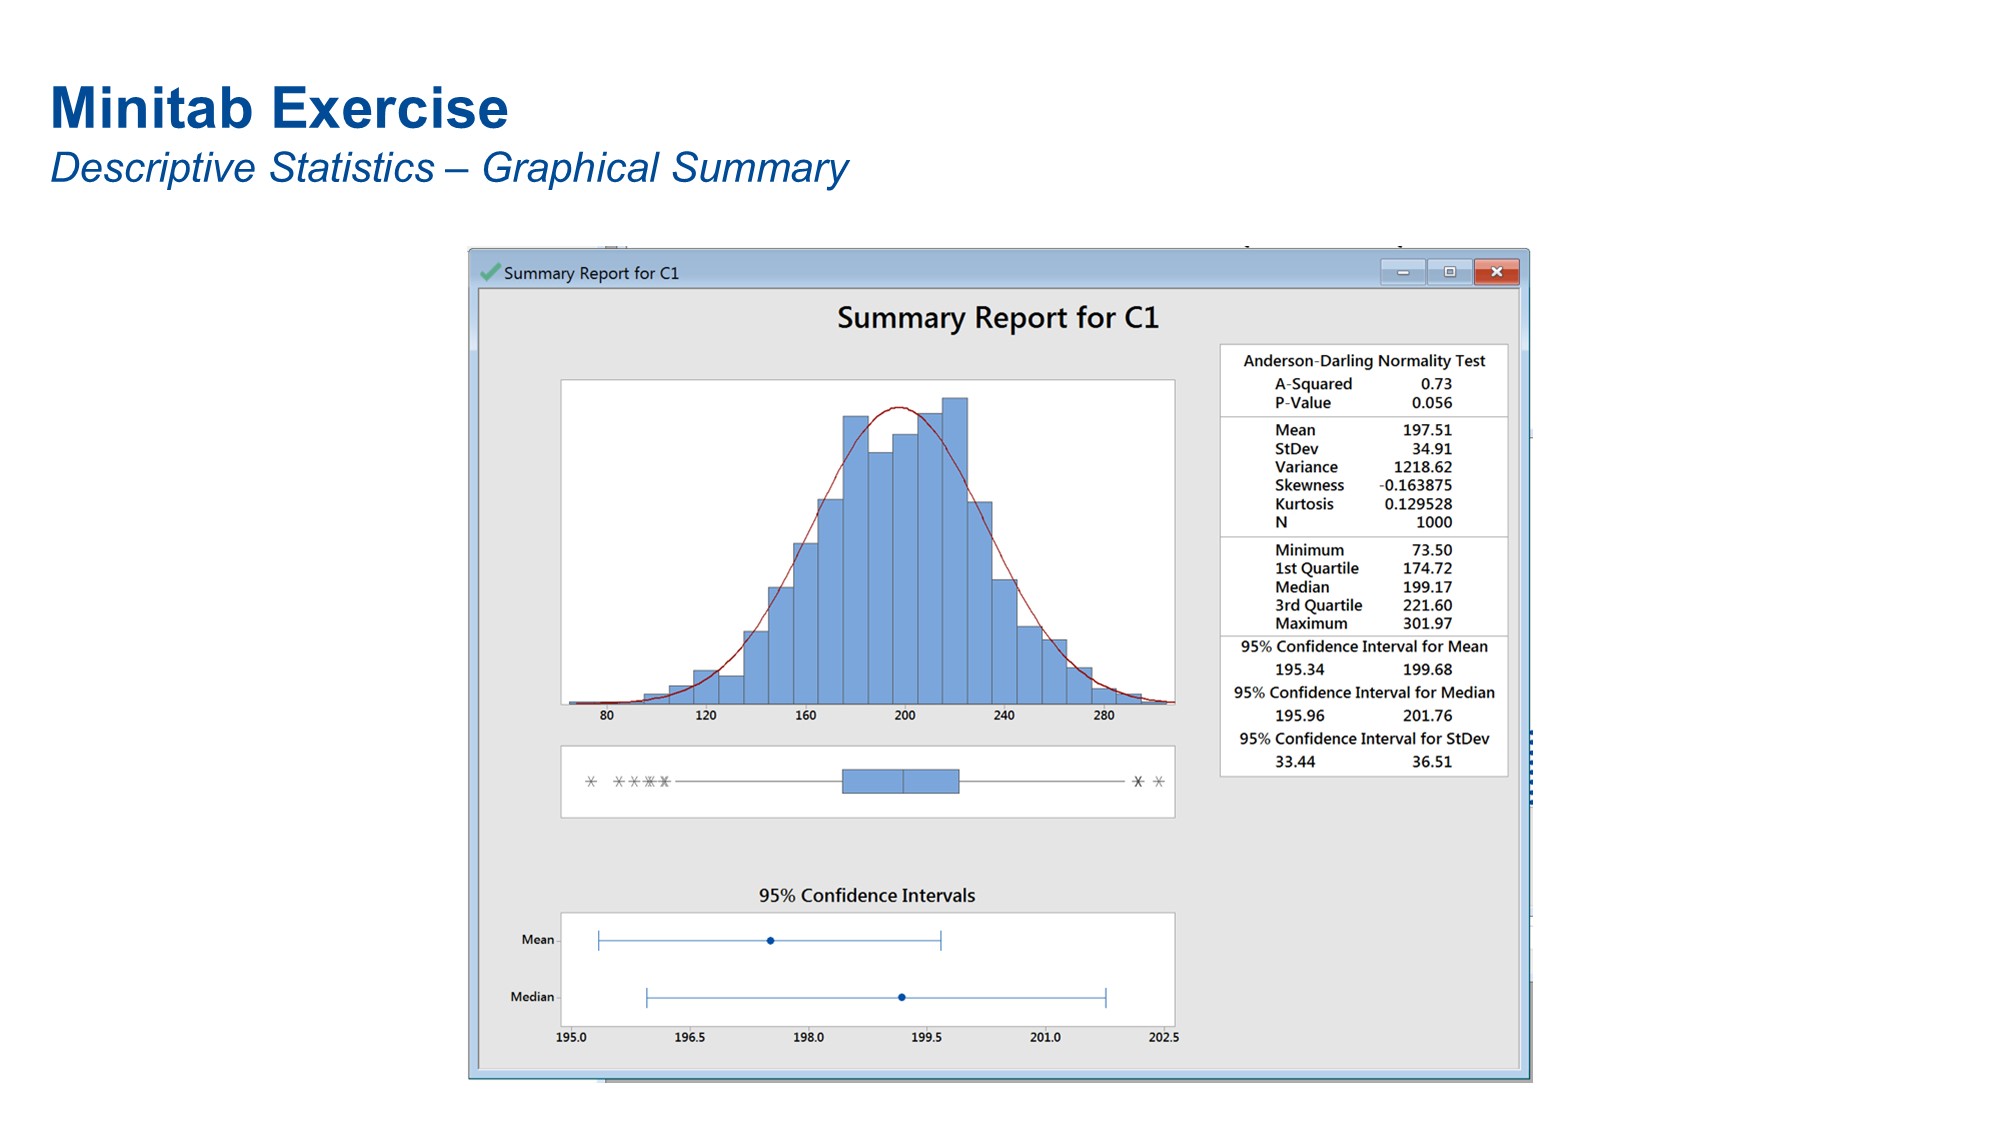 Minitab Exercise
Descriptive Statistics – Graphical Summary
Summary Report for C1
Summary Report for C1
80 120 160 200 240 280
95% Confidence Intervals
Mean
Median
195.0 196.5 198.0 199.5 201.0 202.5
Anderson-Darling Normality Test
A-Squared 0.73
P-Value 0.056
Mean 197.51
StDev 34.91
Variance 1218.62
Skewness -0.163875
Kurtosis 0.129528
N 1000
Minimum 73.50
1st Quartile 174.72
Median 199.17
3rd Quartile 221.60
Maximum 301.97
95% Confidence Interval for Mean
195.34 199.68
95% Confidence Interval for Median
195.96 201.76
95% Confidence Interval for StDev
33.44 36.51